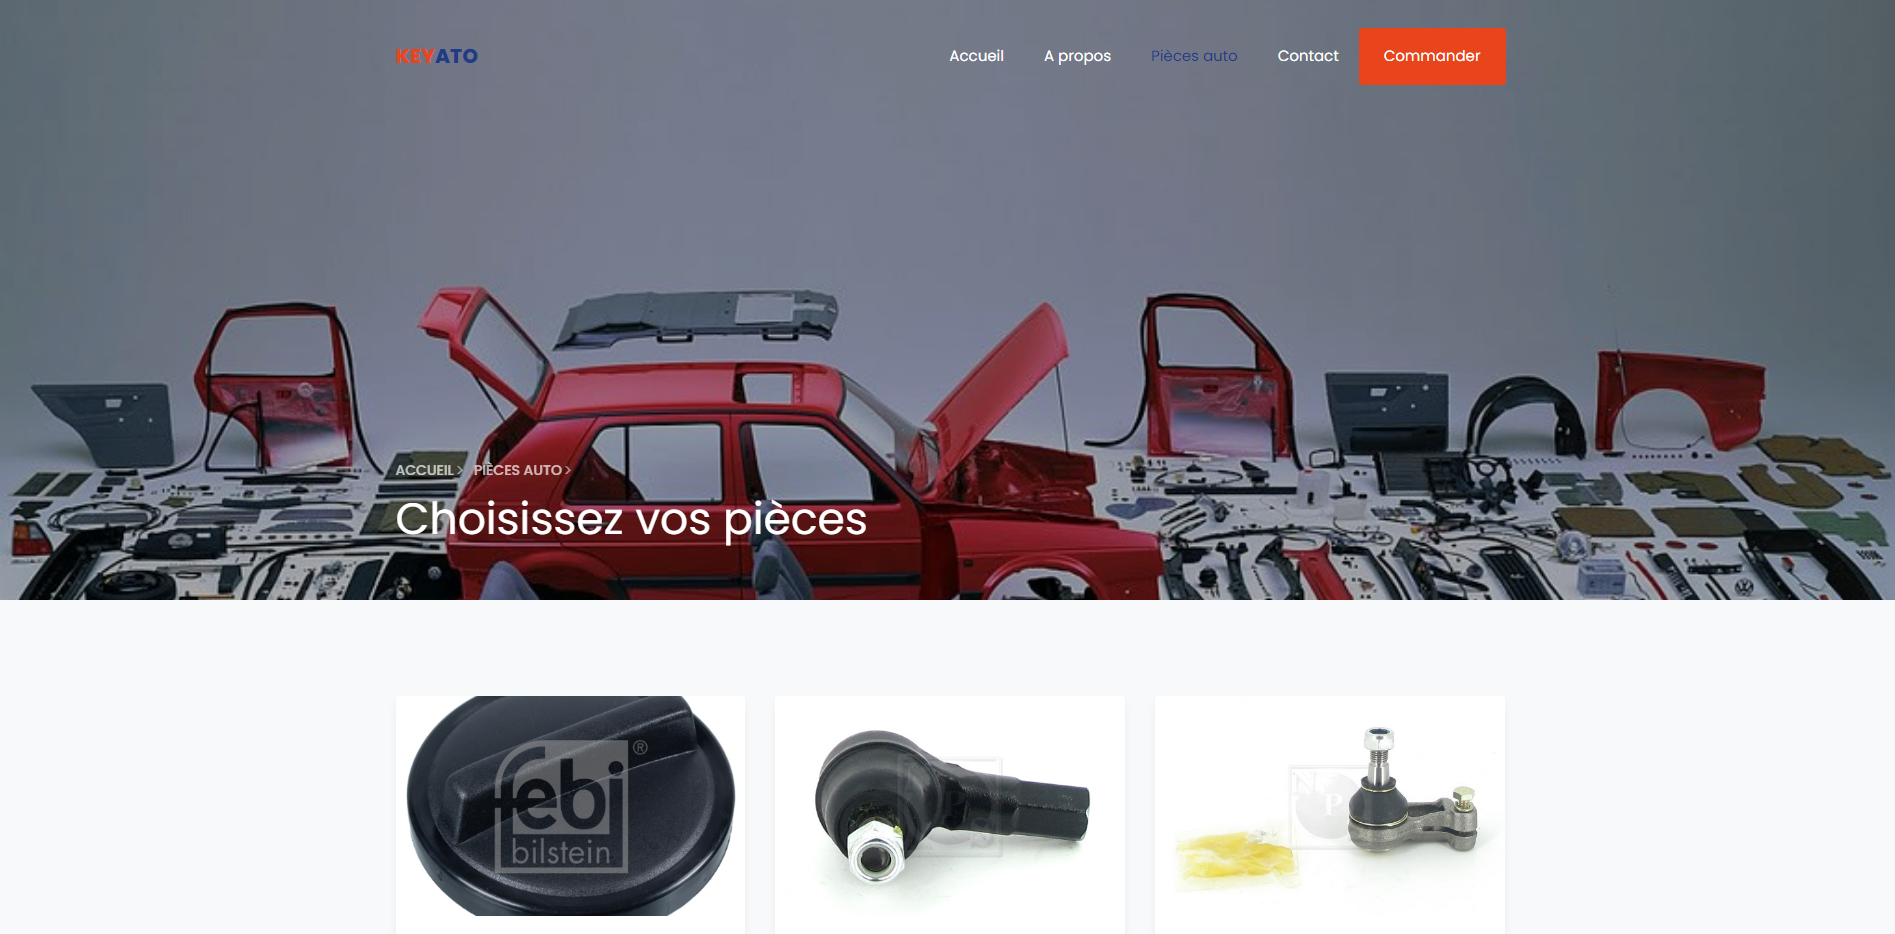 KEYATO
Accueil
A propos
Pièces auto
Contact
Commander
ACCUEIL > PIÈCES AUTO >
Choisissez vos pièces
febi®
bilstein
N
P
S
N
P